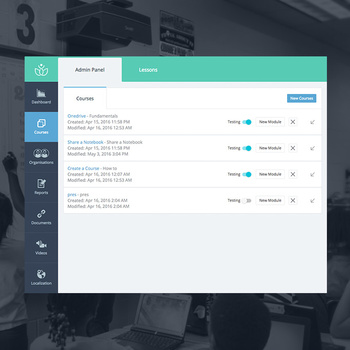 3
Admin Panel
Lessons
Dashboard
Courses
Organisations
Reports
Documents
Videos
Localisation
Courses
New Courses
Onedrive - Fundamentals
Created: Apr 15, 2016 11:58 PM
Modified: Apr 16, 2016 12:53 AM
Testing
New Module
Share a Notebook - Share a Notebook
Created: Apr 15, 2016 11:58 PM
Modified: May 3, 2016 3:04 PM
Testing
New Module
Create a Course - How to
Created: Apr 16, 2016 12:07 AM
Modified: Apr 16, 2016 12:53 AM
Testing
New Module
pres - pres
Created: Apr 16, 2016 2:04 AM
Modified: Apr 16, 2016 2:04 AM
Testing
New Module